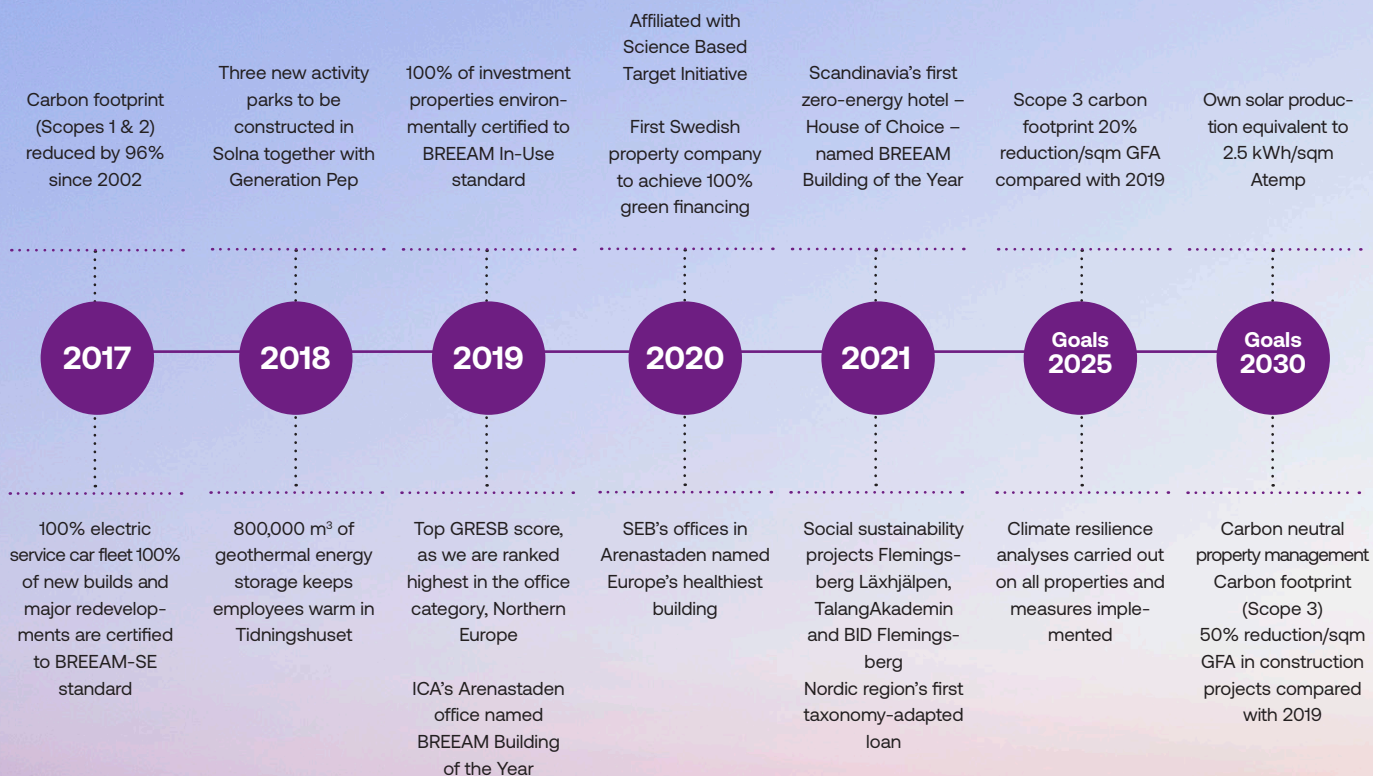 Carbon footprint
(Scopes 1 & 2)
reduced by 96%
since 2002
Three new activity
parks to be
constructed in
Solna together with
Generation Pep
100% of investment
properties environ-
mentally certified to
BREEAM In-Use
standard
Affiliated with
Science Based
Target Initiative
First Swedish
property company
to achieve 100%
green financing
Scandinavia's first
zero-energy hotel –
House of Choice –
named BREEAM
Building of the Year
Scope 3 carbon
footprint 20%
reduction/sqm GFA
compared with 2019
Own solar produc-
tion equivalent to
2.5 kWh/sqm
Atemp
2017
2018
2019
2020
2021
Goals
2025
Goals
2030
100% electric
service car fleet 100%
of new builds and
major redevelop-
ments are certified
to BREEAM-SE
standard
800,000 m³ of
geothermal energy
storage keeps
employees warm in
Tidningshuset
Top GRESB score,
as we are ranked
highest in the office
category, Northern
Europe
ICA's Arenastaden
office named
BREEAM Building
of the Year
SEB's offices in
Arenastaden named
Europe's healthiest
building
Social sustainability
projects Flemings-
berg Läxhjälpen,
TalangAkademin
and BID Flemings-
berg
Nordic region's first
taxonomy-adapted
loan
Climate resilience
analyses carried out
on all properties and
measures imple-
mented
Carbon neutral
property management
Carbon footprint
(Scope 3)
50% reduction/sqm
GFA in construction
projects compared
with 2019